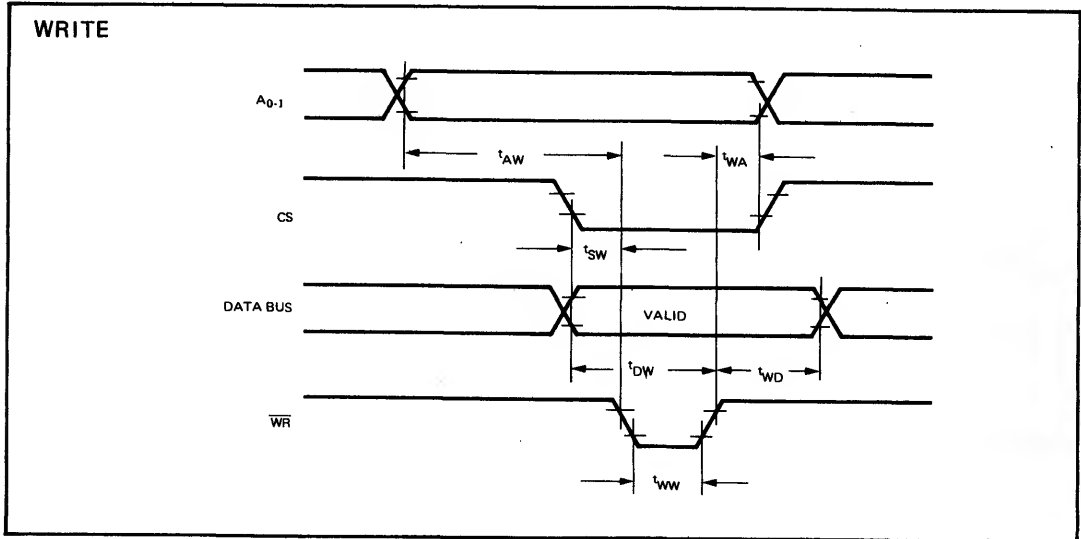 WRITE
A0-1
tAW
tWA
CS
tSW
DATA BUS
VALID
tDW
tWD
WR
tWW